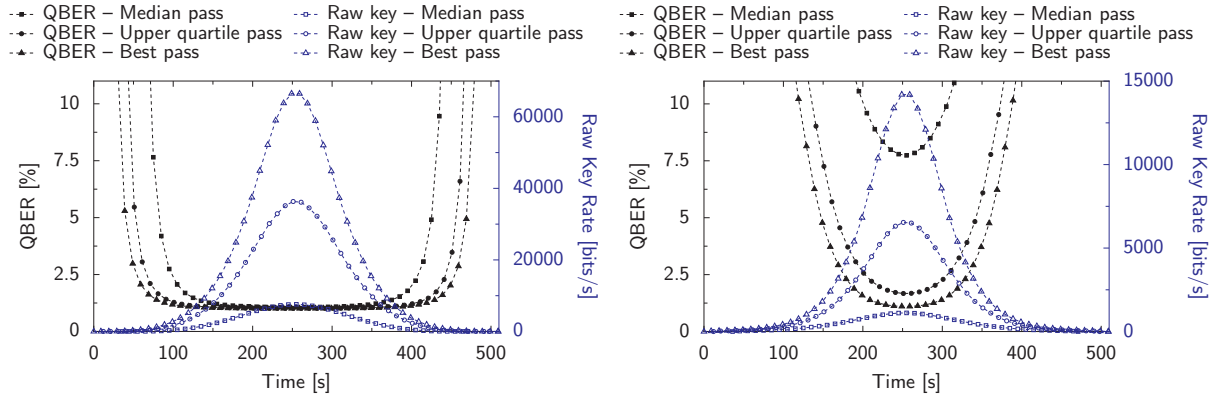 QBER – Median pass
QBER – Upper quartile pass
QBER – Best pass
Raw key – Median pass
Raw key – Upper quartile pass
Raw key – Best pass
10
7.5
5
2.5
0
QBER [%]
0 100 200 300 400 500
Time [s]
60000
40000
20000
0
Raw Key Rate [bits/s]
QBER – Median pass
QBER – Upper quartile pass
QBER – Best pass
Raw key – Median pass
Raw key – Upper quartile pass
Raw key – Best pass
10
7.5
5
2.5
0
QBER [%]
0 100 200 300 400 500
Time [s]
15000
10000
5000
0
Raw Key Rate [bits/s]